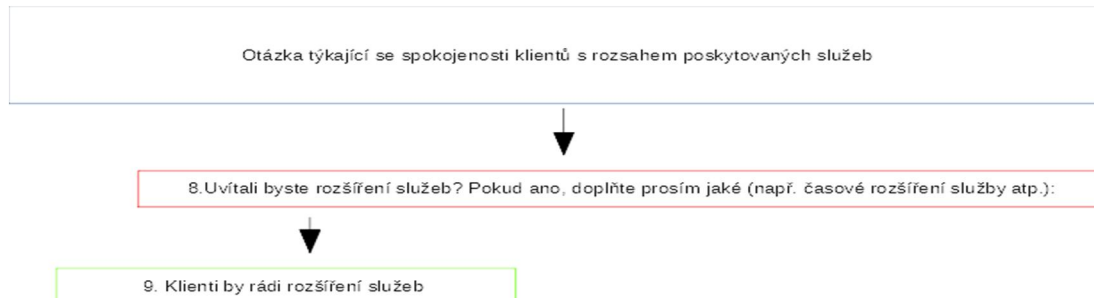 Otázka týkající se spokojenosti klientů s rozsahem poskytovaných služeb
8.Uvítali byste rozšíření služeb? Pokud ano, doplňte prosím jaké (např. časové rozšíření služby atp.):
9. Klienti by rádi rozšíření služeb